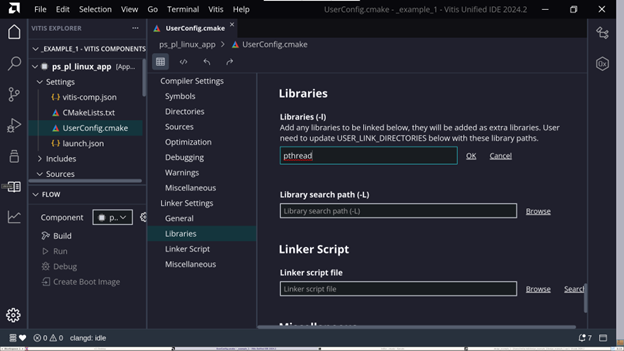 File Edit Selection View Go Terminal Vitis Help
UserConfig.cmake - _example_1 - Vitis Unified IDE 2024.2
VITIS EXPLORER
_EXAMPLE_1 - VITIS COMPONENTS
ps_pl_linux_app [App...
Settings
vitis-comp.json
CMakeLists.txt
UserConfig.cmake
launch.json
Includes
Sources
FLOW
Component
p..
Build
Run
Debug
Create Boot Image
UserConfig.cmake
ps_pl_linux_app > UserConfig.cmake
Compiler Settings
Symbols
Directories
Sources
Optimization
Debugging
Warnings
Miscellaneous
Linker Settings
General
Libraries
Linker Script
Miscellaneous
Libraries
Libraries (-l)
Add any libraries to be linked below, they will be added as extra libraries. User
need to update USER_LINK_DIRECTORIES below with these library paths.
pthread
OK Cancel
Library search path (-L)
Library search path (-L)
Browse
Linker Script
Linker script file
Linker script file
Browse Searc
0 0 clangd: idle
7